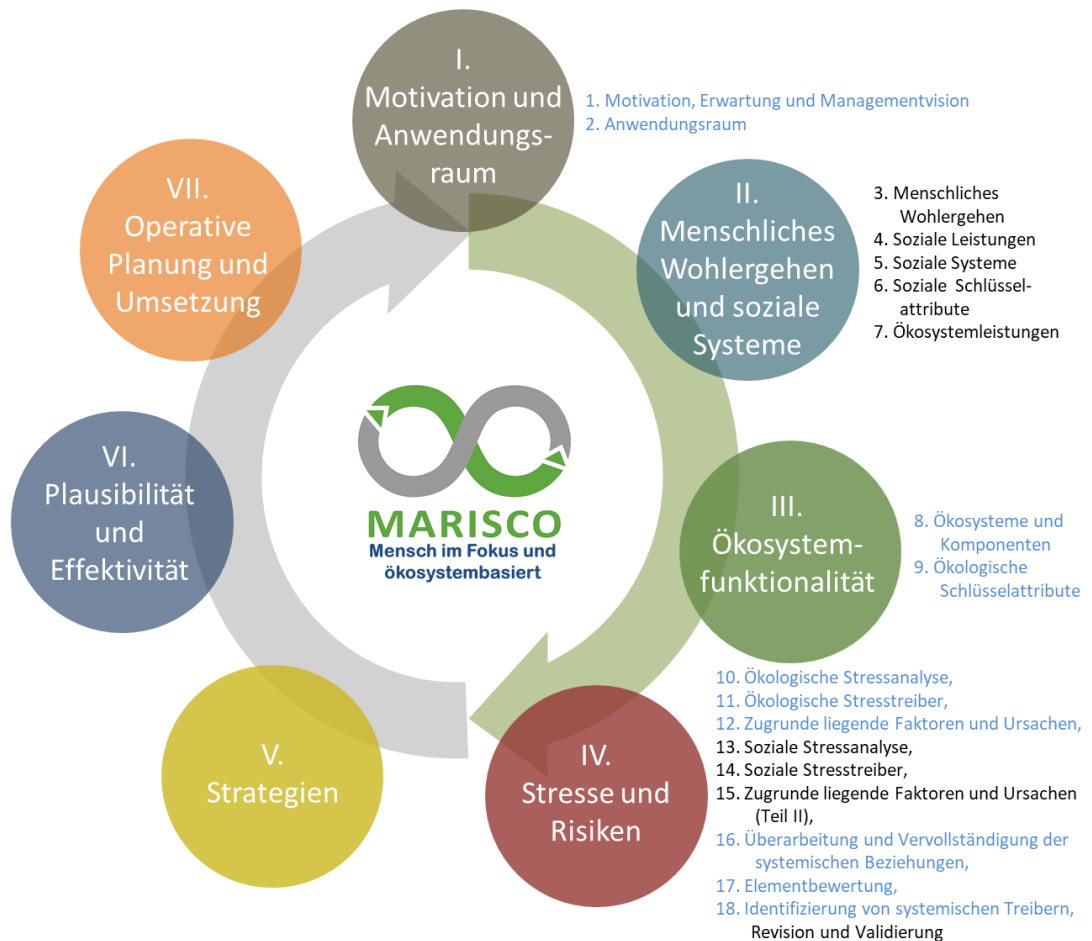 I.
Motivation und
Anwendungs-
raum
1. Motivation, Erwartung und Managementvision
2. Anwendungsraum
II.
Menschliches
Wohlergehen
und soziale
Systeme
3. Menschliches
Wohlergehen
4. Soziale Leistungen
5. Soziale Systeme
6. Soziale Schlüssel-
attribute
7. Ökosystemleistungen
III.
Ökosystem-
funktionalität
8. Ökosysteme und
Komponenten
9. Ökologische
Schlüsselattribute
IV.
Stresse und
Risiken
10. Ökologische Stressanalyse,
11. Ökologische Stresstreiber,
12. Zugrunde liegende Faktoren und Ursachen,
13. Soziale Stressanalyse,
14. Soziale Stresstreiber,
15. Zugrunde liegende Faktoren und Ursachen
(Teil II),
16. Überarbeitung und Vervollständigung der
systemischen Beziehungen,
17. Elementbewertung,
18. Identifizierung von systemischen Treibern,
Revision und Validierung
V.
Strategien
VI.
Plausibilität
und
Effektivität
VII.
Operative
Planung und
Umsetzung
MARISCO
Mensch im Fokus und
ökosystembasiert